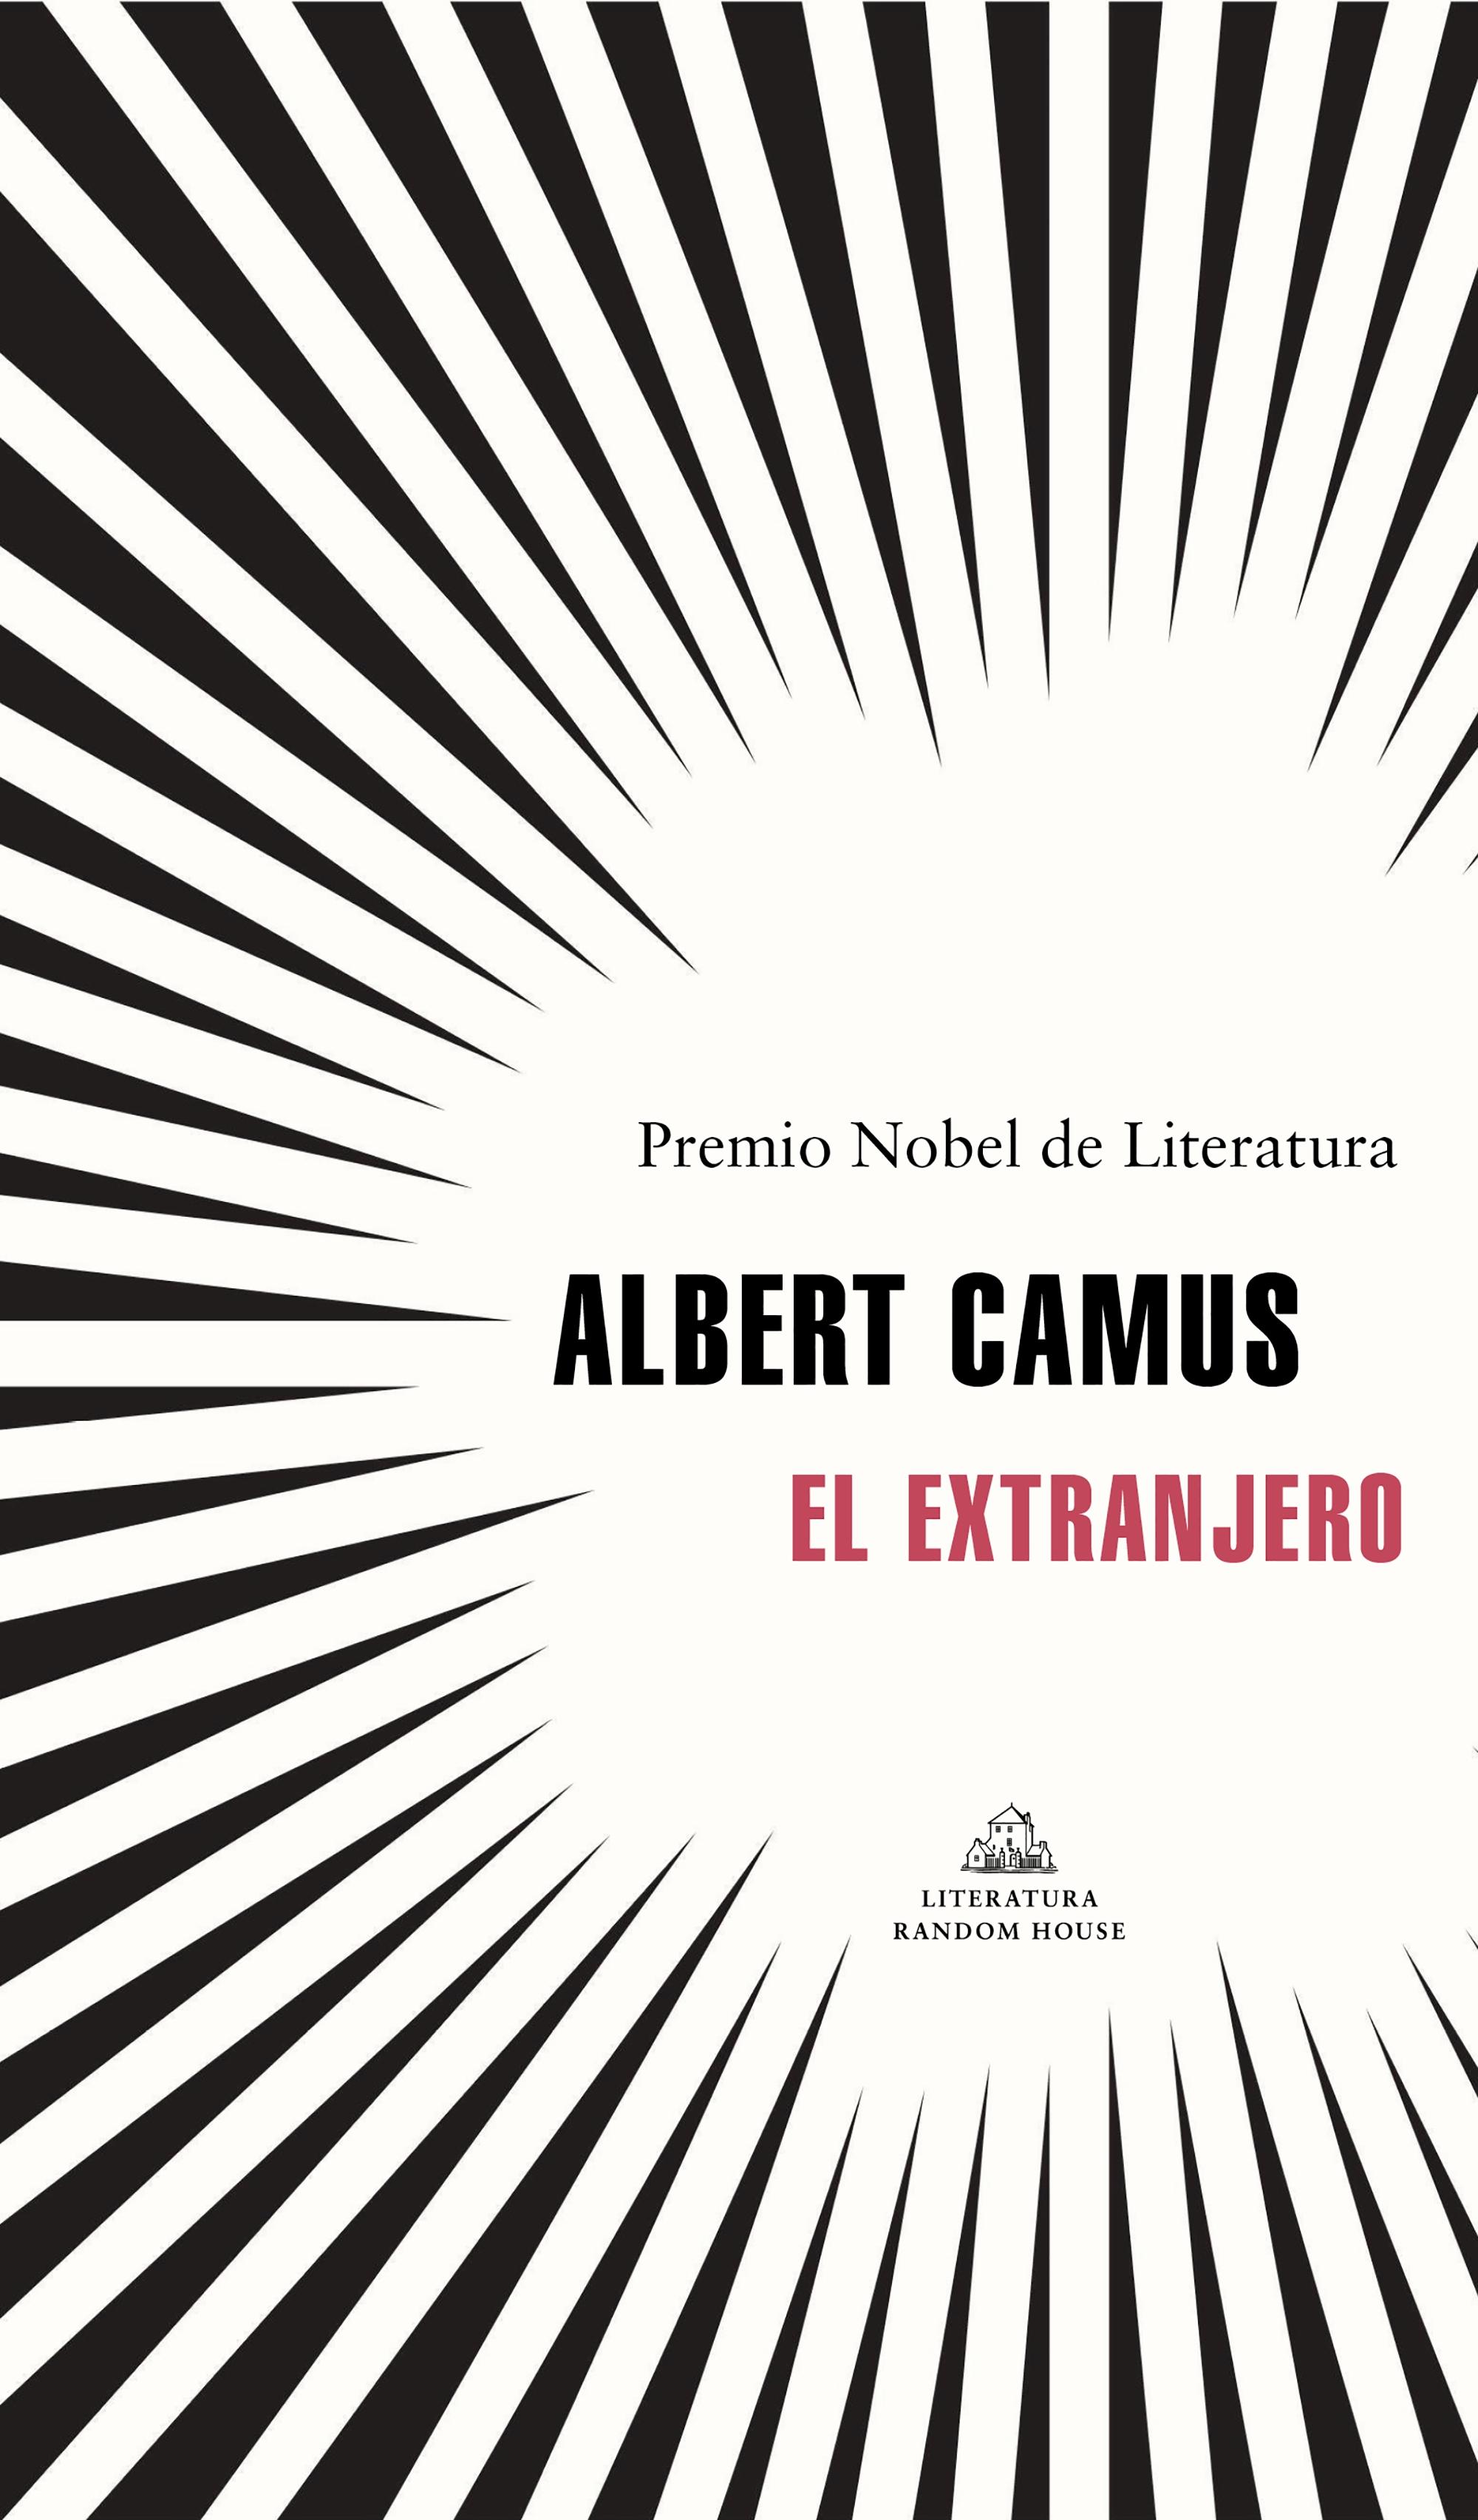 Premio Nobel de Literatura
ALBERT CAMUS
EL EXTRANJERO
LITERATURA
RANDOM HOUSE